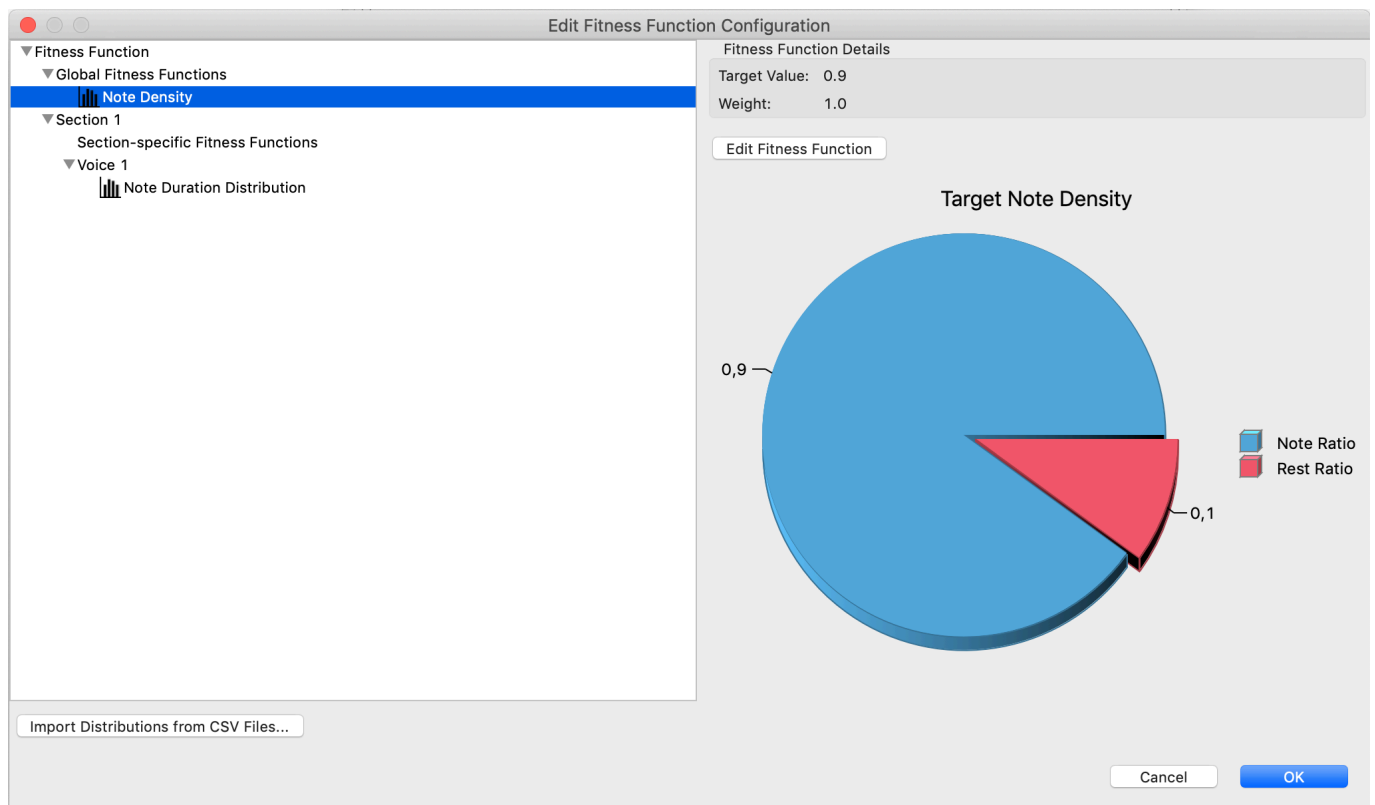 Edit Fitness Function Configuration
Fitness Function
Global Fitness Functions
Note Density
Section 1
Section-specific Fitness Functions
Voice 1
Note Duration Distribution
Import Distributions from CSV Files...
Fitness Function Details
Target Value: 0.9
Weight: 1.0
Edit Fitness Function
Target Note Density
0,9
0,1
Note Ratio
Rest Ratio
Cancel
OK